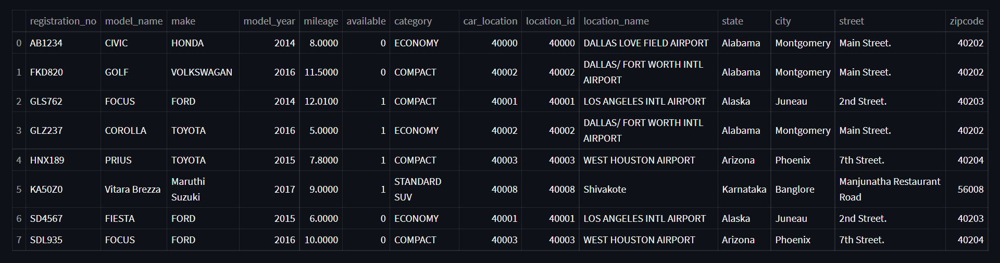 registration_no model_name make model_year mileage available category car_location location_id location_name state city street zipcode
0 AB1234 CIVIC HONDA 2014 8.0000 0 ECONOMY 40000 40000 DALLAS LOVE FIELD AIRPORT Alabama Montgomery Main Street. 40202
1 FKD820 GOLF VOLKSWAGAN 2016 11.5000 0 COMPACT 40002 40002 DALLAS/ FORT WORTH INTL AIRPORT Alabama Montgomery Main Street. 40202
2 GLS762 FOCUS FORD 2014 12.0100 1 COMPACT 40001 40001 LOS ANGELES INTL AIRPORT Alaska Juneau 2nd Street. 40203
3 GLZ237 COROLLA TOYOTA 2016 5.0000 1 ECONOMY 40002 40002 DALLAS/ FORT WORTH INTL AIRPORT Alabama Montgomery Main Street. 40202
4 HNX189 PRIUS TOYOTA 2015 7.8000 1 COMPACT 40003 40003 WEST HOUSTON AIRPORT Arizona Phoenix 7th Street. 40204
5 KA50Z0 Vitara Brezza Maruthi Suzuki 2017 9.0000 1 STANDARD SUV 40008 40008 Shivakote Karnataka Banglore Manjunatha Restaurant Road 56008
6 SD4567 FIESTA FORD 2015 6.0000 0 ECONOMY 40001 40001 LOS ANGELES INTL AIRPORT Alaska Juneau 2nd Street. 40203
7 SDL935 FOCUS FORD 2016 10.0000 0 COMPACT 40003 40003 WEST HOUSTON AIRPORT Arizona Phoenix 7th Street. 40204